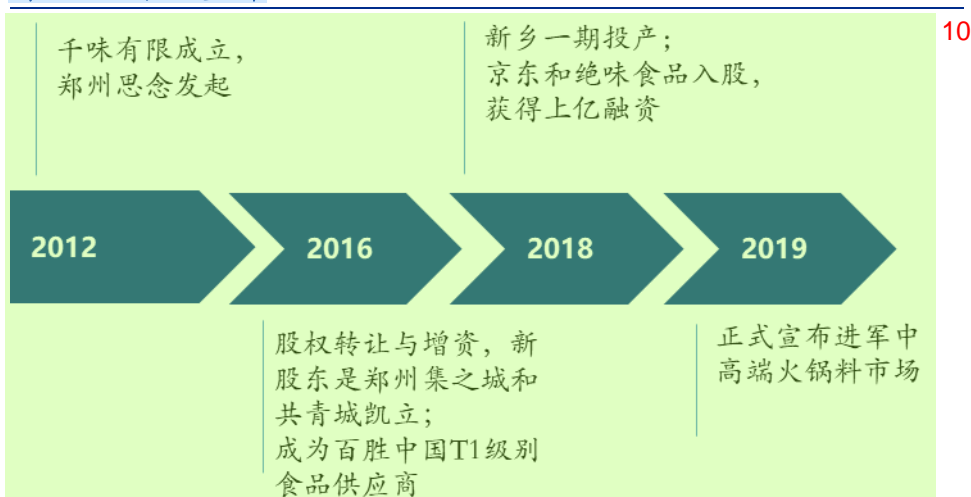 10
千味有限成立，
郑州思念发起
新乡一期投产；
京东和绝味食品入股，
获得上亿融资
2012
2016
2018
2019
股权转让与增资，新
股东是郑州集之城和
共青城凯立；
成为百胜中国T1级别
食品供应商
正式宣布进军中
高端火锅料市场